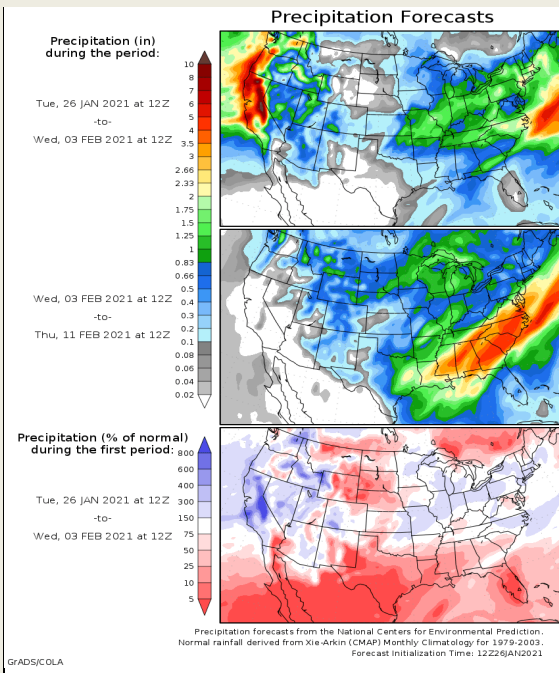 Precipitation Forecasts
Precipitation (in)
during the period:
Tue, 26 JAN 2021 at 12Z
-to-
Wed, 03 FEB 2021 at 12Z
10
8
7
6
5
4
3.5
3
2.66
2.33
2
1.75
1.5
1.25
1
0.83
0.66
0.5
0.4
0.3
0.2
0.1
0.08
0.06
0.04
0.02
Wed, 03 FEB 2021 at 12Z
-to-
Thu, 11 FEB 2021 at 12Z
Precipitation (% of normal)
during the first period:
Tue, 26 JAN 2021 at 12Z
-to-
Wed, 03 FEB 2021 at 12Z
800
600
400
300
150
75
50
25
10
5
Precipitation forecasts from the National Centers for Environmental Prediction.
Normal rainfall derived from Xie-Arkin (CMAP) Monthly Climatology for 1979-2003.
Forecast Initialization Time: 12Z26JAN2021
GrADS/COLA